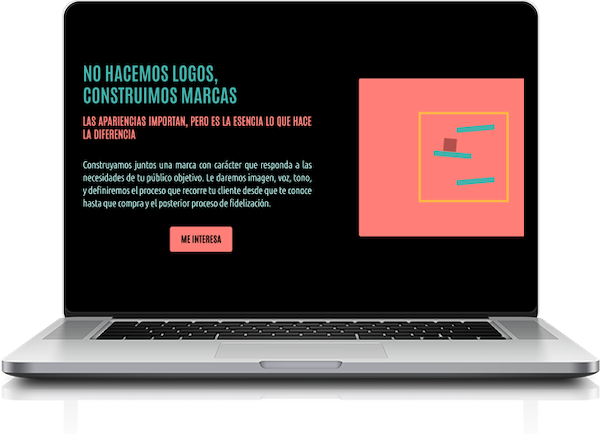 NO HACEMOS LOGOS,
CONSTRUIMOS MARCAS
LAS APARIENCIAS IMPORTAN, PERO ES LA ESENCIA LO QUE HACE
LA DIFERENCIA
Construyamos juntos una marca con carácter que responda a las
necesidades de tu público objetivo. Le daremos imagen, voz, tono,
y definiremos el proceso que recorre tu cliente desde que te conoce
hasta que compra y el posterior proceso de fidelización.
ME INTERESA